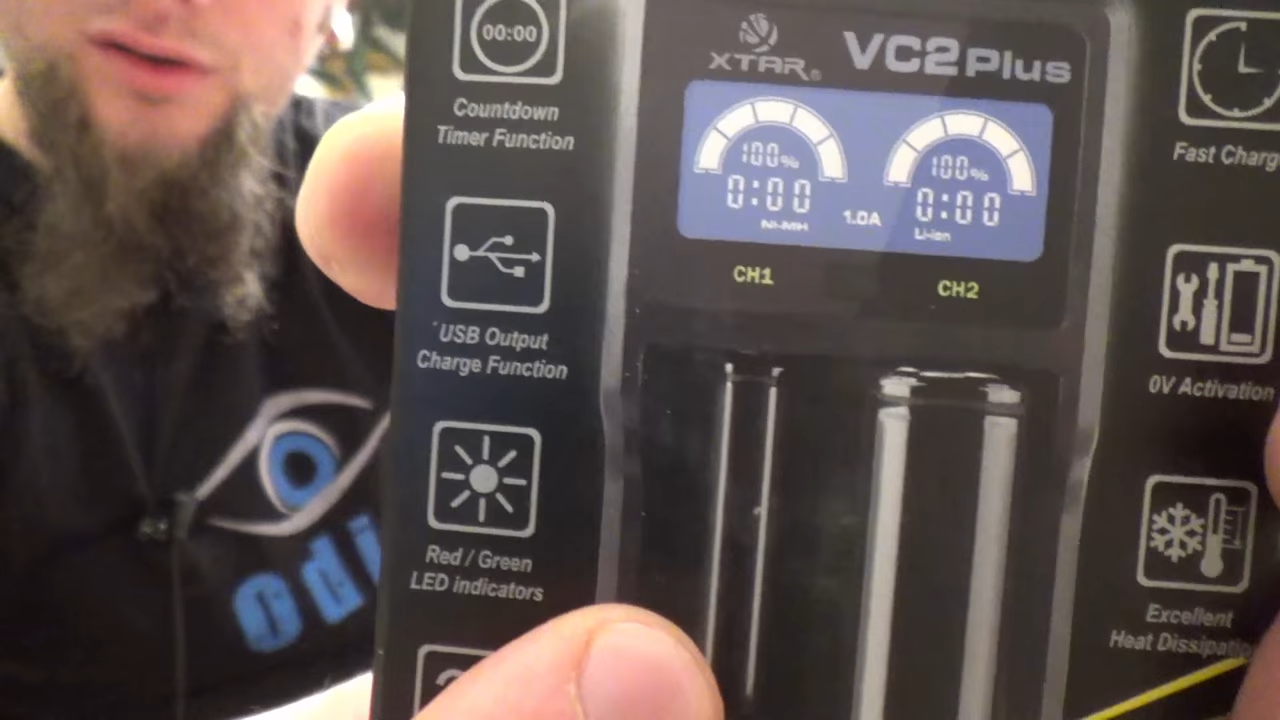 00:00
Countdown
Timer Function
USB Output
Charge Function
Red / Green
LED indicators
XTAR®
VC2 Plus
100%
0:00
Ni-MH
1.0A
100%
0:00
Li-ion
CH1
CH2
Fast Charg
0V Activation
Excellent
Heat Dissipatio
odi